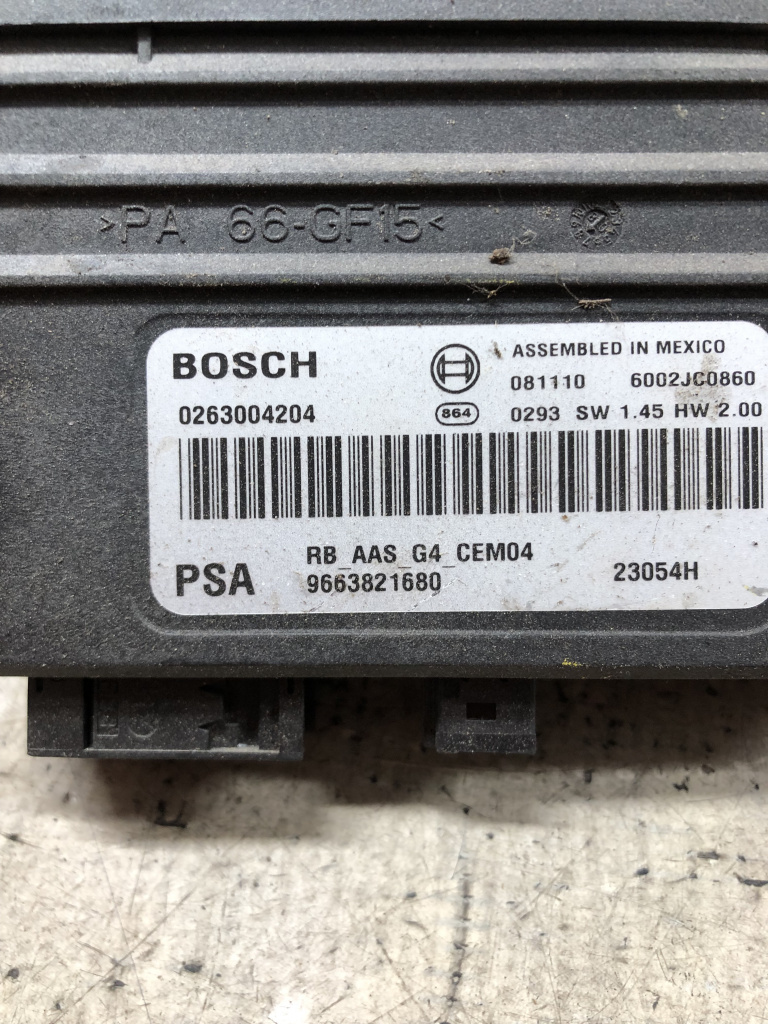 >PA 66-GF15<
BOSCH
ASSEMBLED IN MEXICO
081110 6002JC0860
0263004204
864 0293 SW 1.45 HW 2.00
RB_AAS_G4_CEM04
PSA 9663821680 23054H